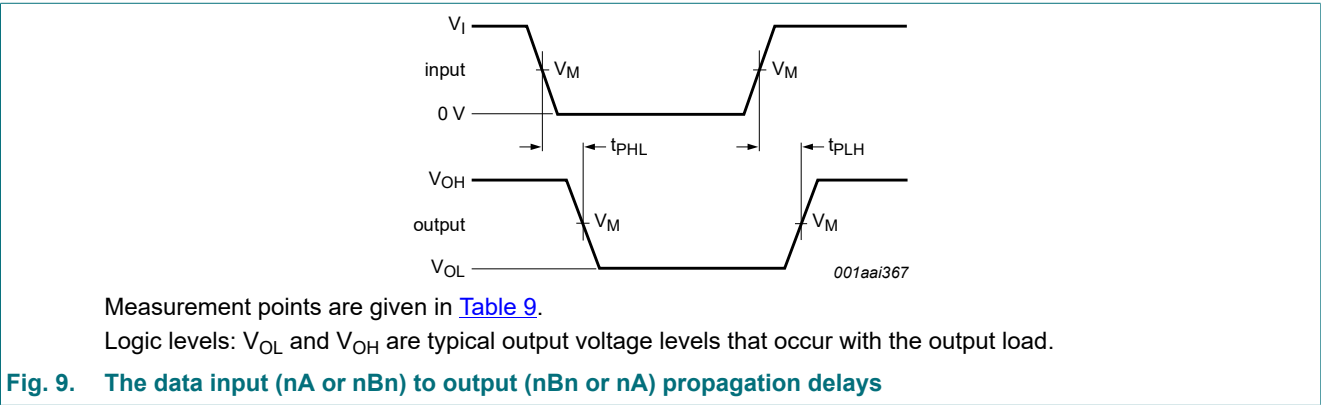 VI
input
VM
VM
0 V
tPHL
tPLH
VOH
output
VM
VM
VOL
001aai367
Measurement points are given in Table 9.
Logic levels: VOL and VOH are typical output voltage levels that occur with the output load.
Fig. 9. The data input (nA or nBn) to output (nBn or nA) propagation delays